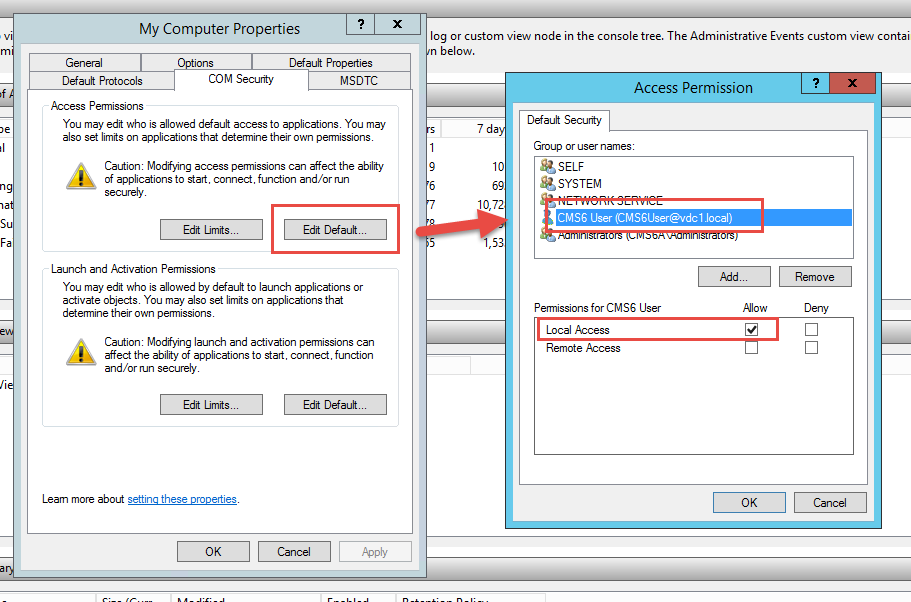 My Computer Properties
?
x
log or custom view node in the console tree. The Administrative Events custom view contai
n below.
General
Options
Default Properties
Default Protocols
COM Security
MSDTC
Access Permissions
You may edit who is allowed default access to applications. You may
also set limits on applications that determine their own permissions.
Caution: Modifying access permissions can affect the ability
of applications to start, connect, function and/or run
securely.
Edit Limits...
Edit Default...
Launch and Activation Permissions
You may edit who is allowed by default to launch applications or
activate objects. You may also set limits on applications that
determine their own permissions.
Caution: Modifying launch and activation permissions can
affect the ability of applications to start, connect, function
and/or run securely.
Edit Limits...
Edit Default...
Learn more about setting these properties.
OK
Cancel
Apply
7 day
1
9
10
76
69
77
10,728
78
65
1,53
Access Permission
?
x
Default Security
Group or user names:
SELF
SYSTEM
NETWORK SERVICE
CMS6 User (CMS6User@vdc1.local)
Administrators (CMS6A\Administrators)
Add...
Remove
Permissions for CMS6 User
Allow
Deny
Local Access
Remote Access
OK
Cancel
Size (Curr
Modified
Enabled
Retention Policy